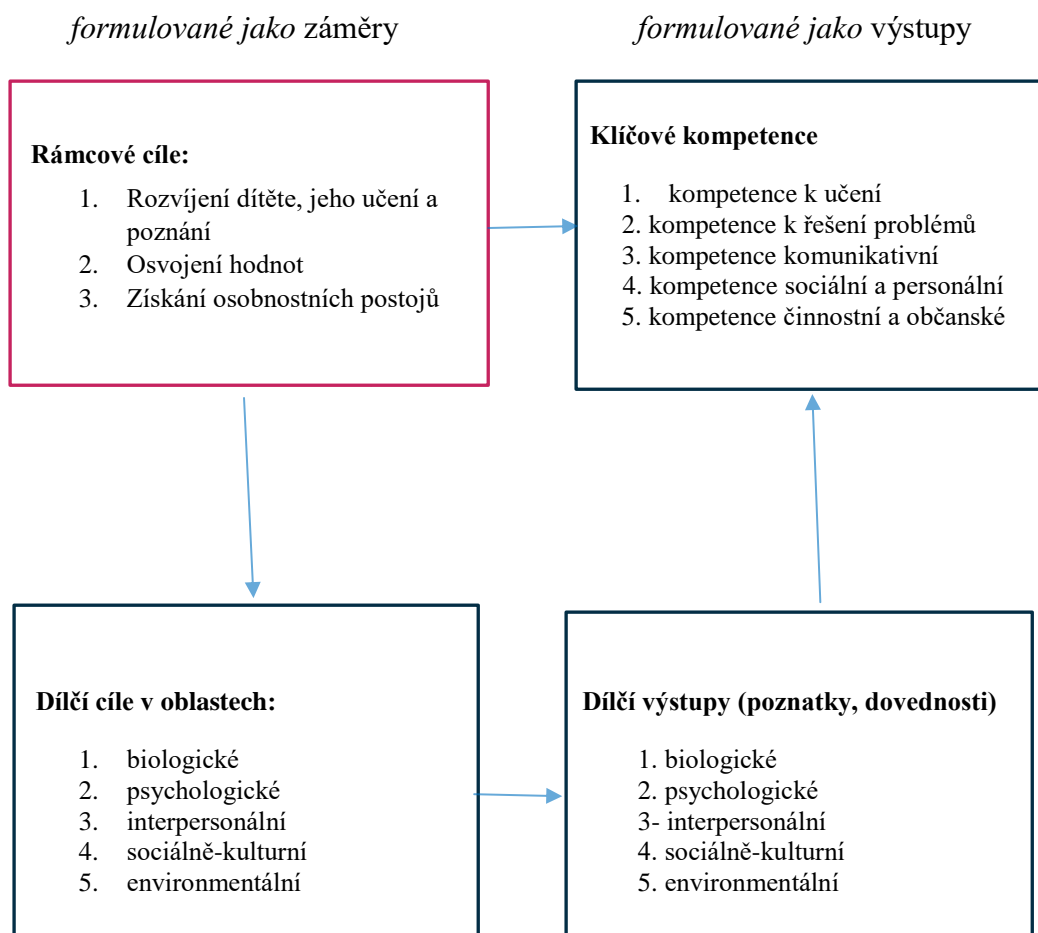 formulované jako záměry
formulované jako výstupy
Rámcové cíle:
1. Rozvíjení dítěte, jeho učení a
poznání
2. Osvojení hodnot
3. Získání osobnostních postojů
Klíčové kompetence
1. kompetence k učení
2. kompetence k řešení problémů
3. kompetence komunikativní
4. kompetence sociální a personální
5. kompetence činnostní a občanské
Dílčí cíle v oblastech:
1. biologické
2. psychologické
3. interpersonální
4. sociálně-kulturní
5. environmentální
Dílčí výstupy (poznatky, dovednosti)
1. biologické
2. psychologické
3- interpersonální
4. sociálně-kulturní
5. environmentální